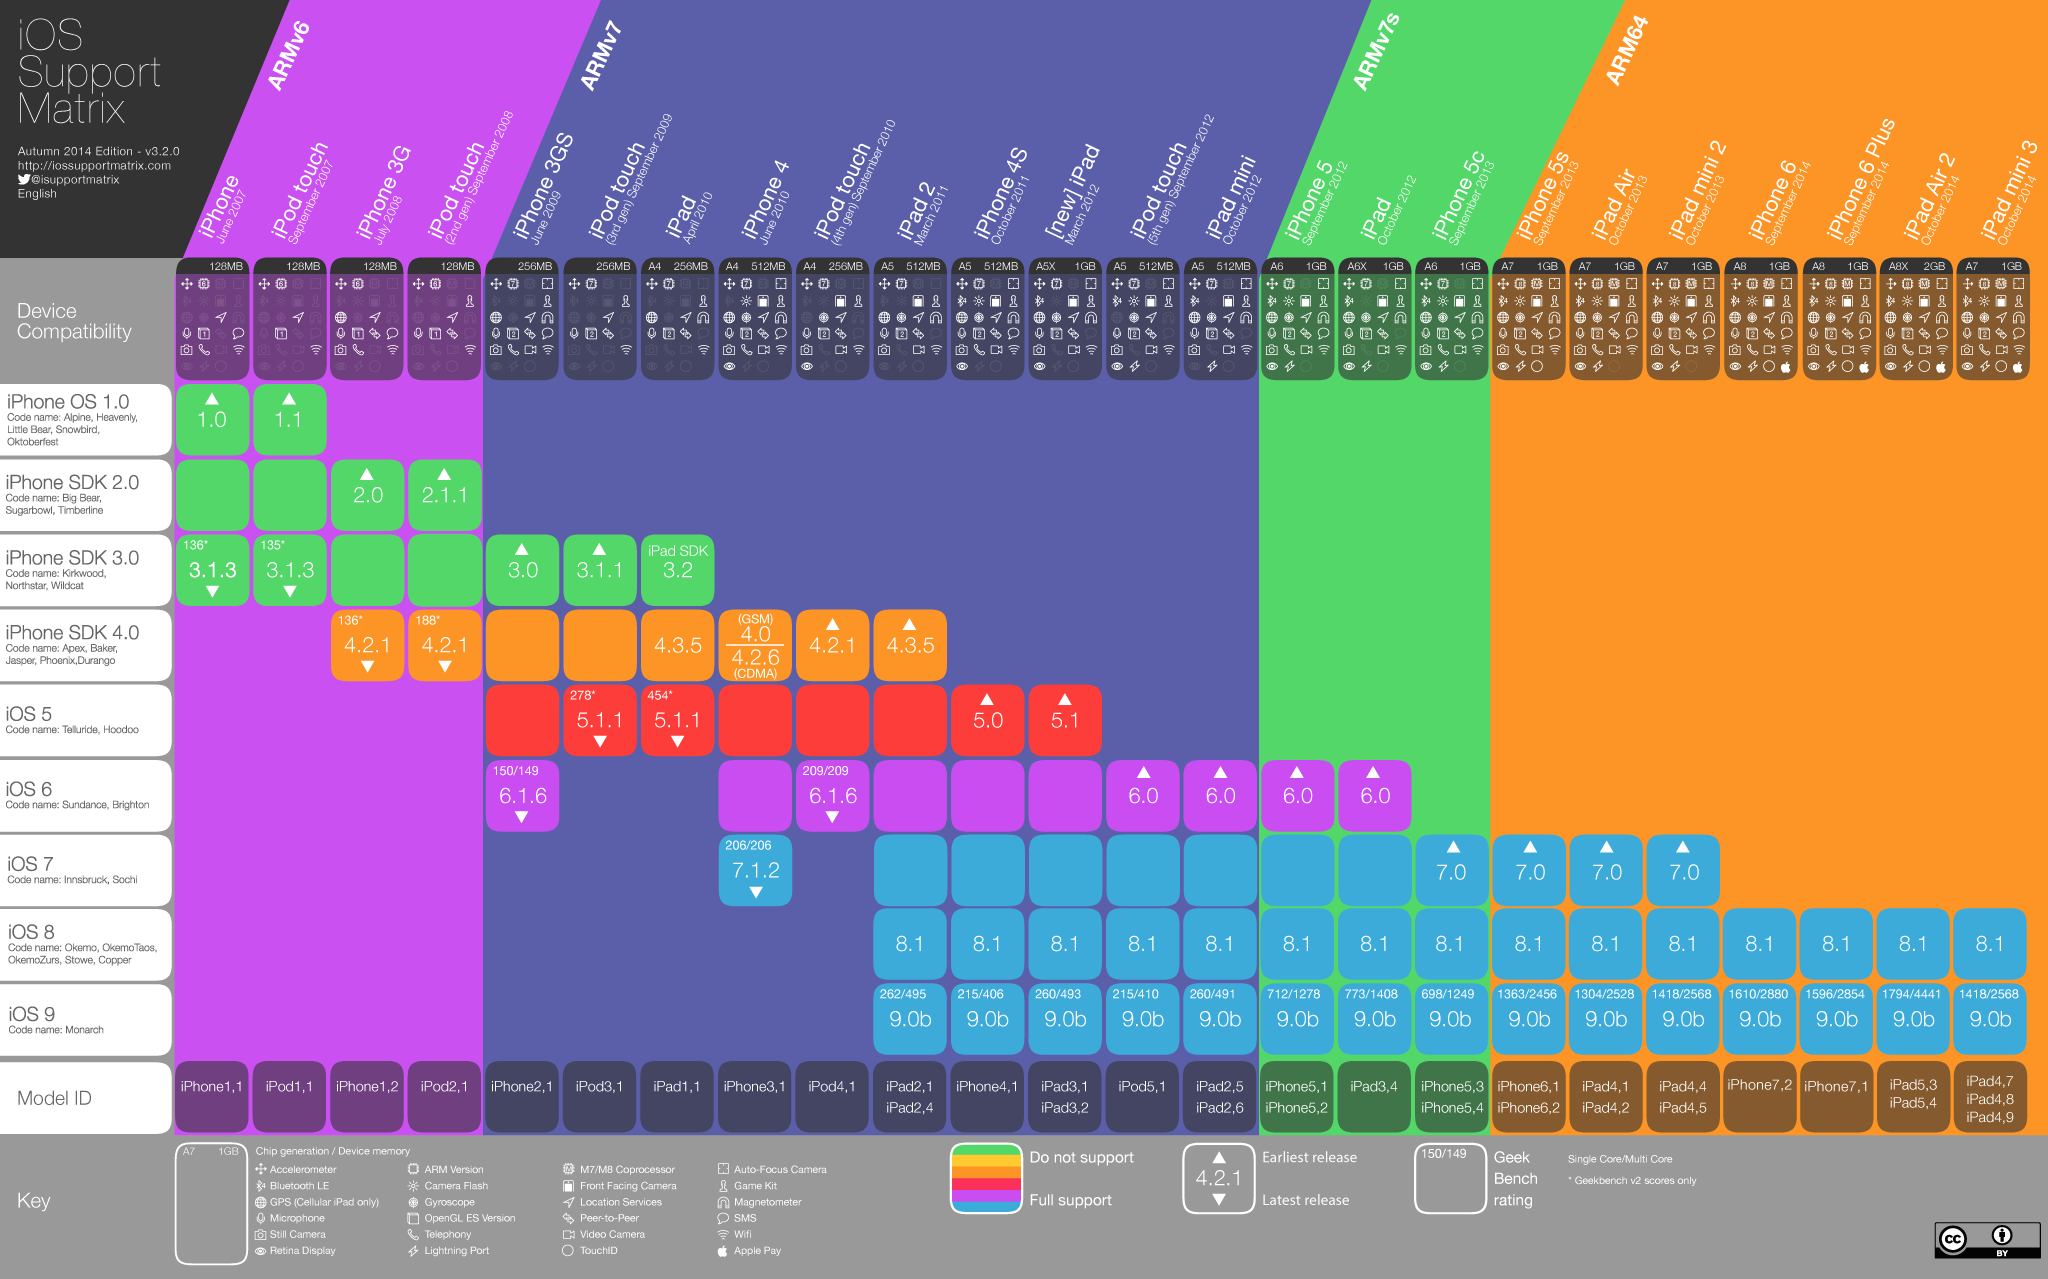 iOS
Support
Matrix
Autumn 2014 Edition - v3.2.0
http://iossupportmatrix.com
@isupportmatrix
English
ARMv6
ARMv7
ARMv7s
ARM64
iPhone
June 2007
iPod touch
September 2007
iPhone 3G
July 2008
iPod touch
(2nd gen) September 2008
iPhone 3GS
June 2009
iPod touch
(3rd gen) September 2009
iPad
April 2010
iPhone 4
June 2010
iPod touch
(4th gen) September 2010
iPad 2
March 2011
iPhone 4S
October 2011
[new] iPad
March 2012
iPod touch
(5th gen) September 2012
iPad mini
October 2012
iPhone 5
September 2012
iPad
October 2012
iPhone 5c
September 2013
iPhone 5s
September 2013
iPad Air
October 2013
iPad mini 2
October 2013
iPhone 6
September 2014
iPhone 6 Plus
September 2014
iPad Air 2
October 2014
iPad mini 3
October 2014
Device
Compatibility
128MB 128MB 128MB 128MB 256MB 256MB A4 256MB A4 512MB A4 256MB A5 512MB A5 512MB A5X 1GB A5 512MB A5 512MB A6 1GB A6X 1GB A6 1GB A7 1GB A7 1GB A7 1GB A8 1GB A8 1GB A8X 2GB A7 1GB
iPhone OS 1.0
Code name: Alpine, Heavenly,
Little Bear, Snowbird,
Oktoberfest
1.0 1.1
iPhone SDK 2.0
Code name: Big Bear,
Sugarbowl, Timberline
2.0 2.1.1
iPhone SDK 3.0
Code name: Kirkwood,
Northstar, Wildcat
136* 135* iPad SDK
3.1.3 3.1.3 3.0 3.1.1 3.2
iPhone SDK 4.0
Code name: Apex, Baker,
Jasper, Phoenix,Durango
136* 188* (GSM)
4.2.1 4.2.1 4.3.5 4.0 4.2.1 4.3.5
4.2.6
(CDMA)
iOS 5
Code name: Telluride, Hoodoo
278* 454*
5.1.1 5.1.1 5.0 5.1
iOS 6
Code name: Sundance, Brighton
150/149 209/209
6.1.6 6.1.6 6.0 6.0 6.0 6.0
iOS 7
Code name: Innsbruck, Sochi
206/206
7.1.2 7.0 7.0 7.0 7.0
iOS 8
Code name: Okemo, OkemoTaos,
OkemoZurs, Stowe, Copper
8.1 8.1 8.1 8.1 8.1 8.1 8.1 8.1 8.1 8.1 8.1 8.1 8.1 8.1 8.1
iOS 9
Code name: Monarch
262/495 215/406 260/493 215/410 260/491 712/1278 773/1408 698/1249 1363/2456 1304/2528 1418/2568 1610/2880 1596/2854 1794/4441 1418/2568
9.0b 9.0b 9.0b 9.0b 9.0b 9.0b 9.0b 9.0b 9.0b 9.0b 9.0b 9.0b 9.0b 9.0b 9.0b
Model ID
iPhone1,1
iPod1,1
iPhone1,2
iPod2,1
iPhone2,1
iPod3,1
iPad1,1
iPhone3,1
iPod4,1
iPad2,1
iPad2,4
iPhone4,1
iPad3,1
iPad3,2
iPod5,1
iPad2,5
iPad2,6
iPhone5,1
iPhone5,2
iPad3,4
iPhone5,3
iPhone5,4
iPhone6,1
iPhone6,2
iPad4,1
iPad4,2
iPad4,4
iPad4,5
iPhone7,2
iPhone7,1
iPad5,3
iPad5,4
iPad4,7
iPad4,8
iPad4,9
Key
A7 1GB
Chip generation / Device memory
Accelerometer
Bluetooth LE
GPS (Cellular iPad only)
Microphone
Still Camera
Retina Display
ARM Version
Camera Flash
Gyroscope
OpenGL ES Version
Telephony
Lightning Port
M7/M8 Coprocessor
Front Facing Camera
Location Services
Peer-to-Peer
Video Camera
TouchID
Auto-Focus Camera
Game Kit
Magnetometer
SMS
Wifi
Apple Pay
Do not support
Full support
4.2.1
Earliest release
Latest release
150/149
Geek
Bench
rating
Single Core/Multi Core
* Geekbench v2 scores only
cc
BY